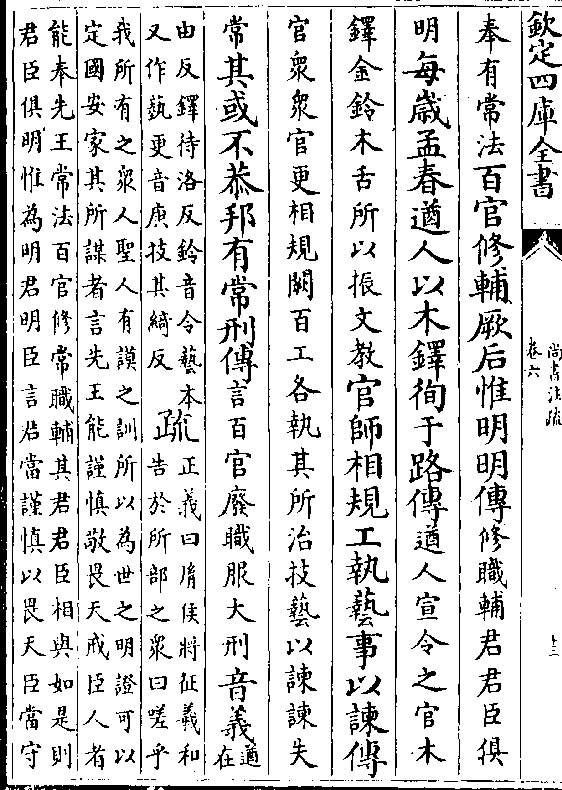 欽定四庫全書
尚書注疏
卷六
十三
奉有常法百官修輔厥后惟明明傳修職輔君君臣俱
明每歲孟春遒人以木鐸徇于路傳遒人宣令之官木
鐸金鈴木舌所以振文教官師相規工執藝事以諫傳
官衆衆官更相規闕百工各執其所治技藝以諫諫失
常其或不恭邦有常刑傳言百官廢職服大刑音義遒在
由反鐸待洛反鈴音令藝本
又作蓺更音庚技其綺反
疏
正義曰胤侯將征羲和
告於所部之衆曰嗟乎
我所有之衆人聖人有謨之訓所以為世之明證可以
定國安家其所謀者言先王能謹慎敬畏天戒臣人者
能奉先王常法百官修常職輔其君君臣相與如是則
君臣俱明惟為明君明臣言君當謹慎以畏天臣當守